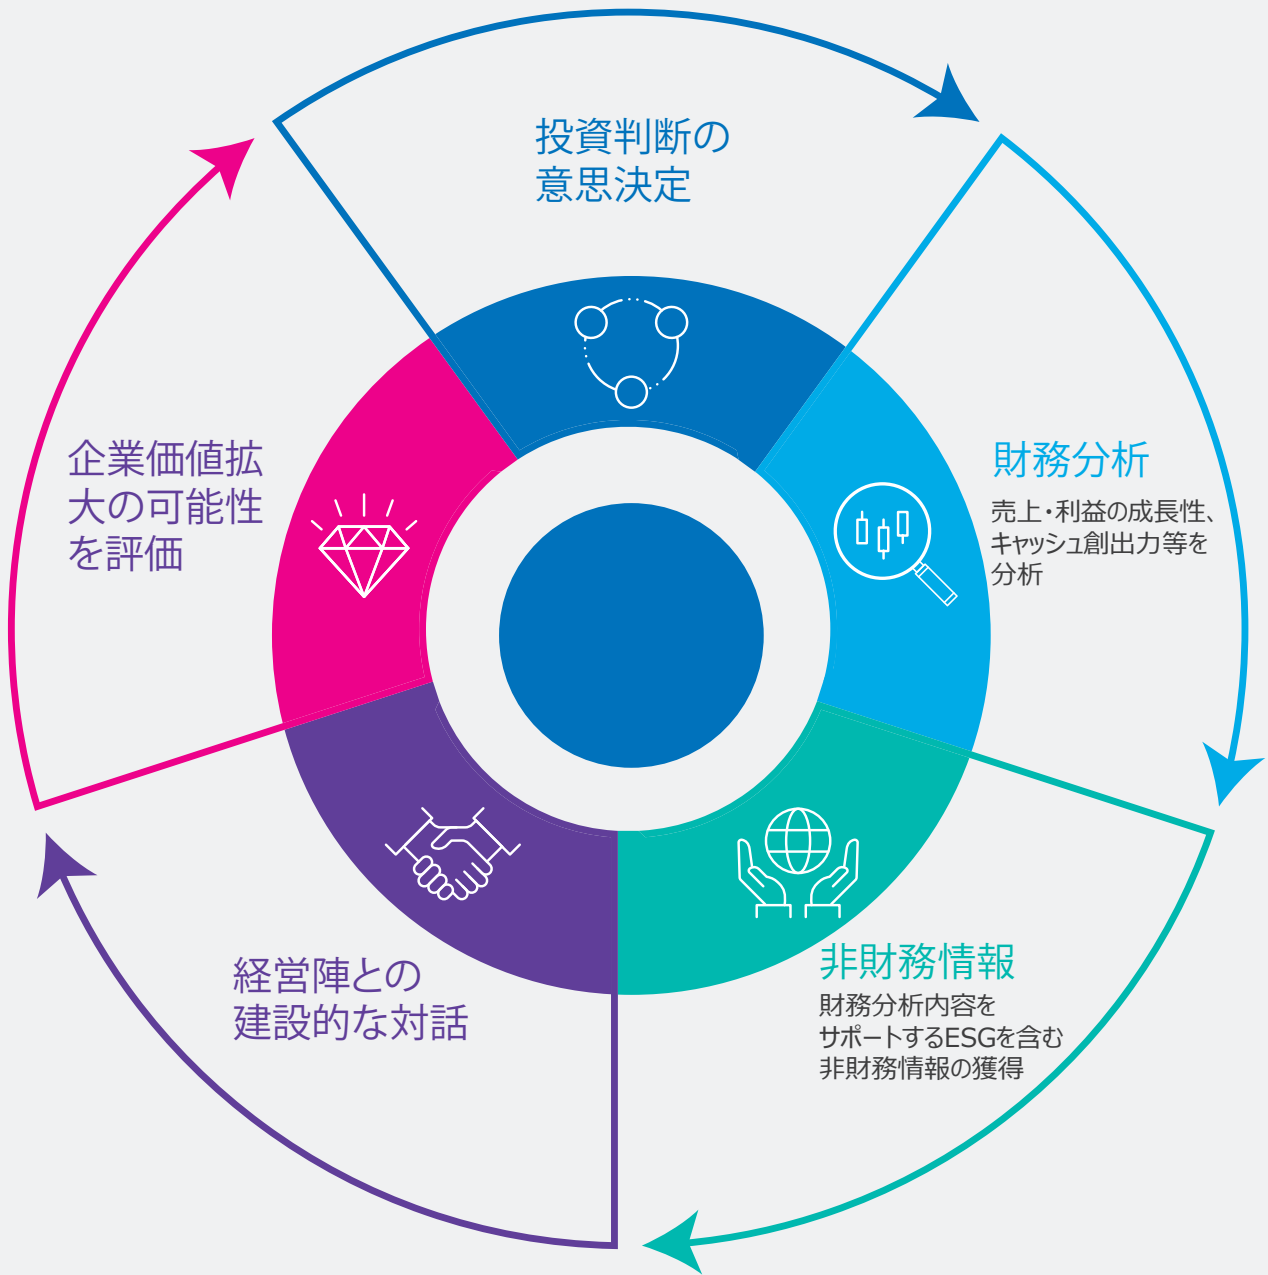 投資判断の
意思決定
財務分析
売上・利益の成長性、
キャッシュ創出力等を
分析
非財務情報
財務分析内容を
サポートするESGを含む
非財務情報の獲得
経営陣との
建設的な対話
企業価値拡
大の可能性
を評価